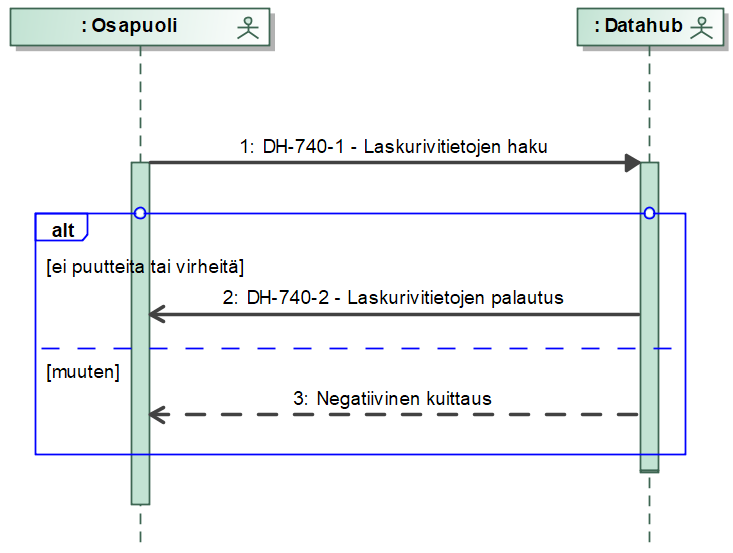 : Osapuoli
: Datahub
1: DH-740-1 - Laskurivitietojen haku
alt
[ei puutteita tai virheitä]
2: DH-740-2 - Laskurivitietojen palautus
[muuten]
3: Negatiivinen kuittaus